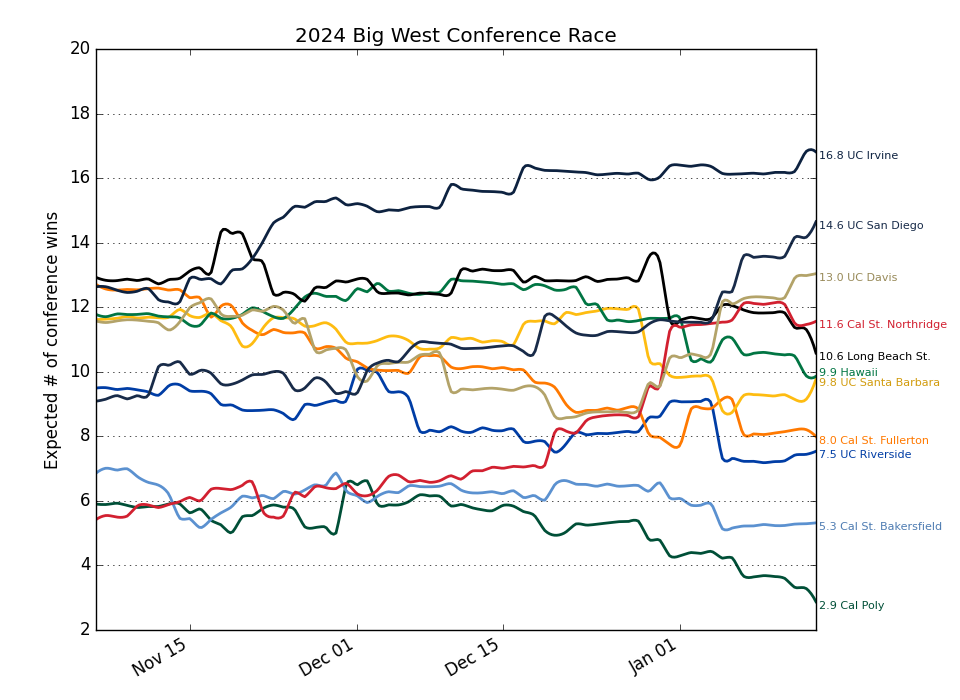 2024 Big West Conference Race
Expected # of conference wins
20
18
16
14
12
10
8
6
4
2
Nov 15
Dec 01
Dec 15
Jan 01
16.8 UC Irvine
14.6 UC San Diego
13.0 UC Davis
11.6 Cal St. Northridge
10.6 Long Beach St.
9.9 Hawaii
9.8 UC Santa Barbara
8.0 Cal St. Fullerton
7.5 UC Riverside
5.3 Cal St. Bakersfield
2.9 Cal Poly